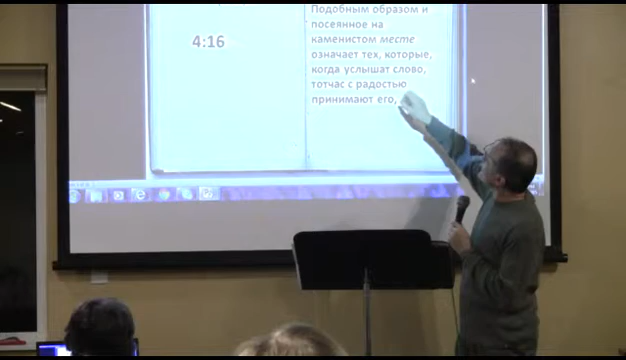 Подобным образом и
посеянное на
4:16
каменистом месте
означает тех, которые,
когда услышат слово,
тотчас с радостью
принимают его,